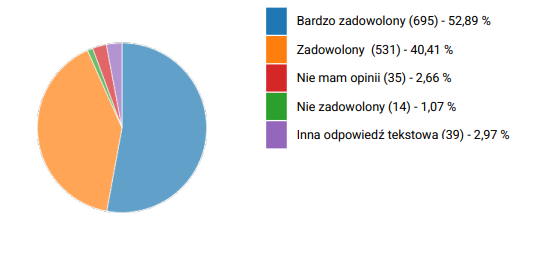 Bardzo zadowolony (695) - 52,89 %
Zadowolony (531) - 40,41 %
Nie mam opinii (35) - 2,66 %
Nie zadowolony (14) - 1,07 %
Inna odpowiedź tekstowa (39) - 2,97 %